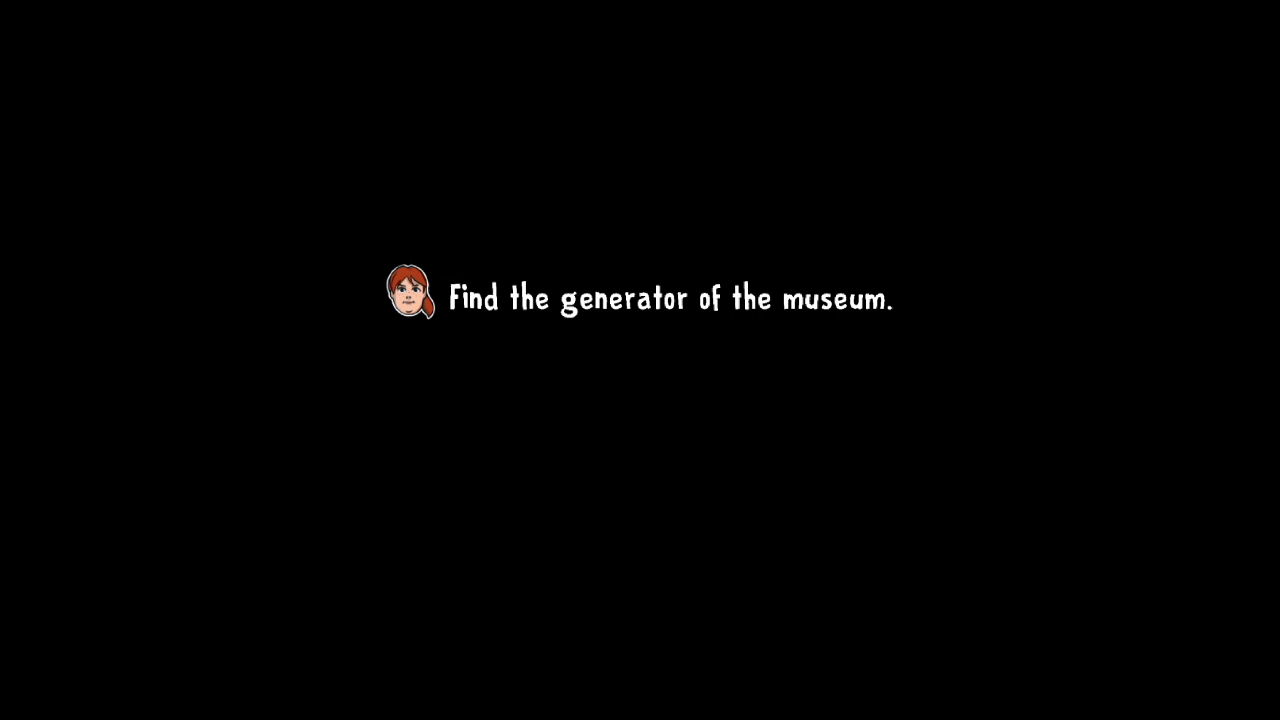 Find the generator of the museum.